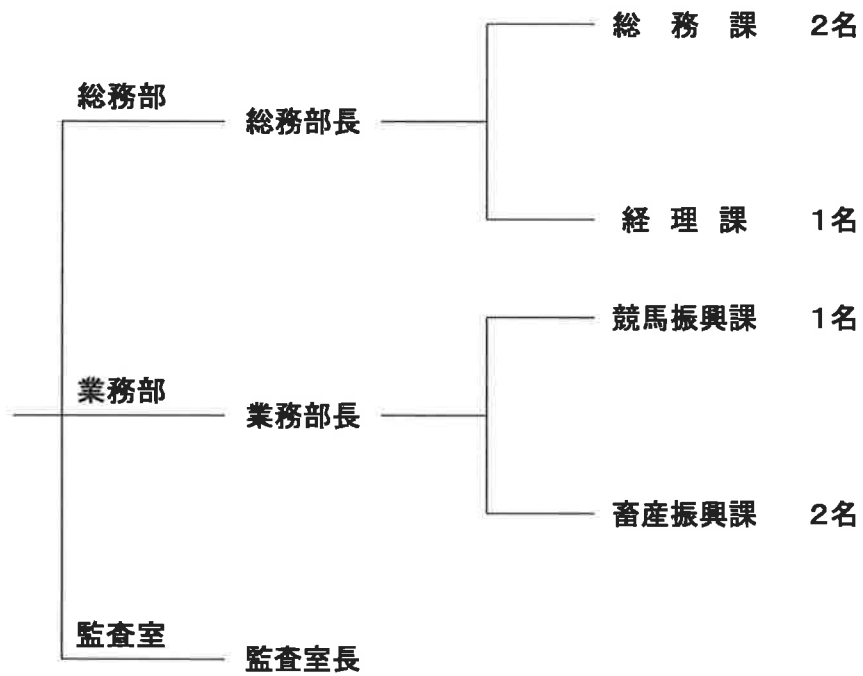 総務課 2名
総務部
総務部長
経理課 1名
競馬振興課 1名
業務部
業務部長
畜産振興課 2名
監査室
監査室長